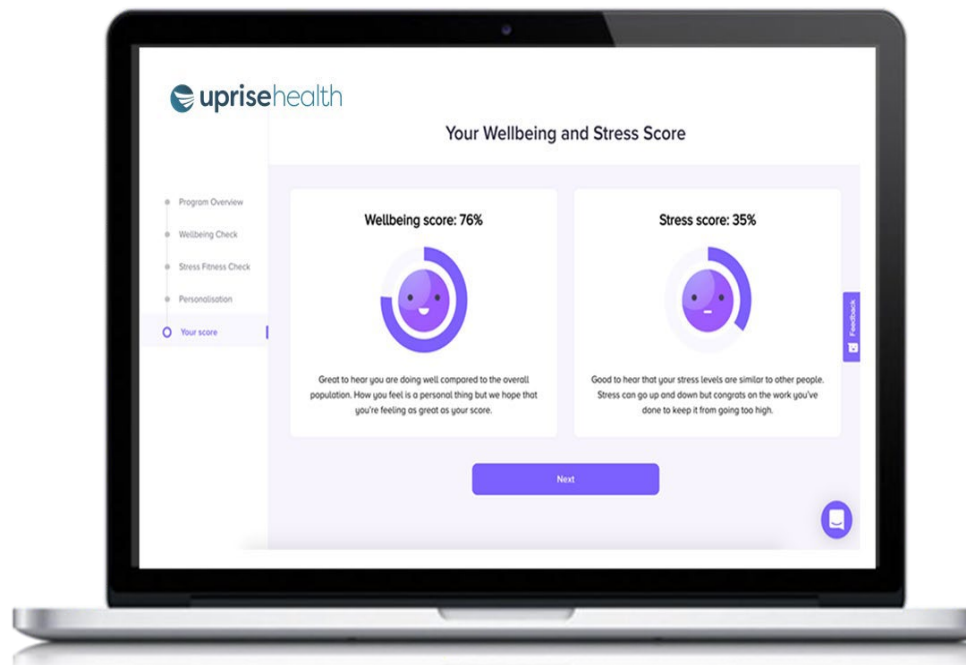 uprisehealth
Your Wellbeing and Stress Score
Program Overview
Wellbeing Check
Stress Fitness Check
Personalisation
Your score
Wellbeing score: 76%
Great to hear you are doing well compared to the overall
population. How you feel is a personal thing but we hope that
you're feeling as great as your score.
Stress score: 35%
Good to hear that your stress levels are similar to other people.
Stress can go up and down but congrats on the work you've
done to keep it from going too high.
Feedback
Next